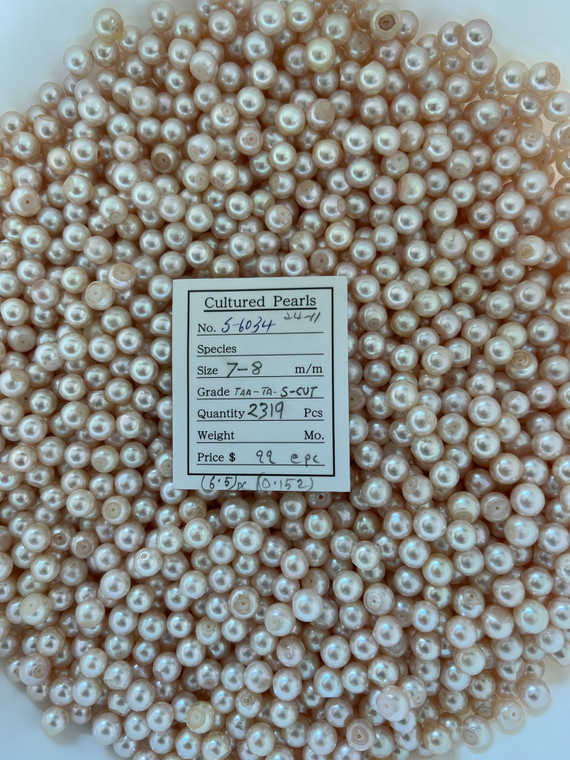 Cultured Pearls
No. S-6034 24-11
Species
Size 7-8 m/m
Grade TAA-TA-S-CUT
Quantity 2319 Pcs
Weight Mo.
Price $ 99 @ pc
(6.5)pc (0.152)